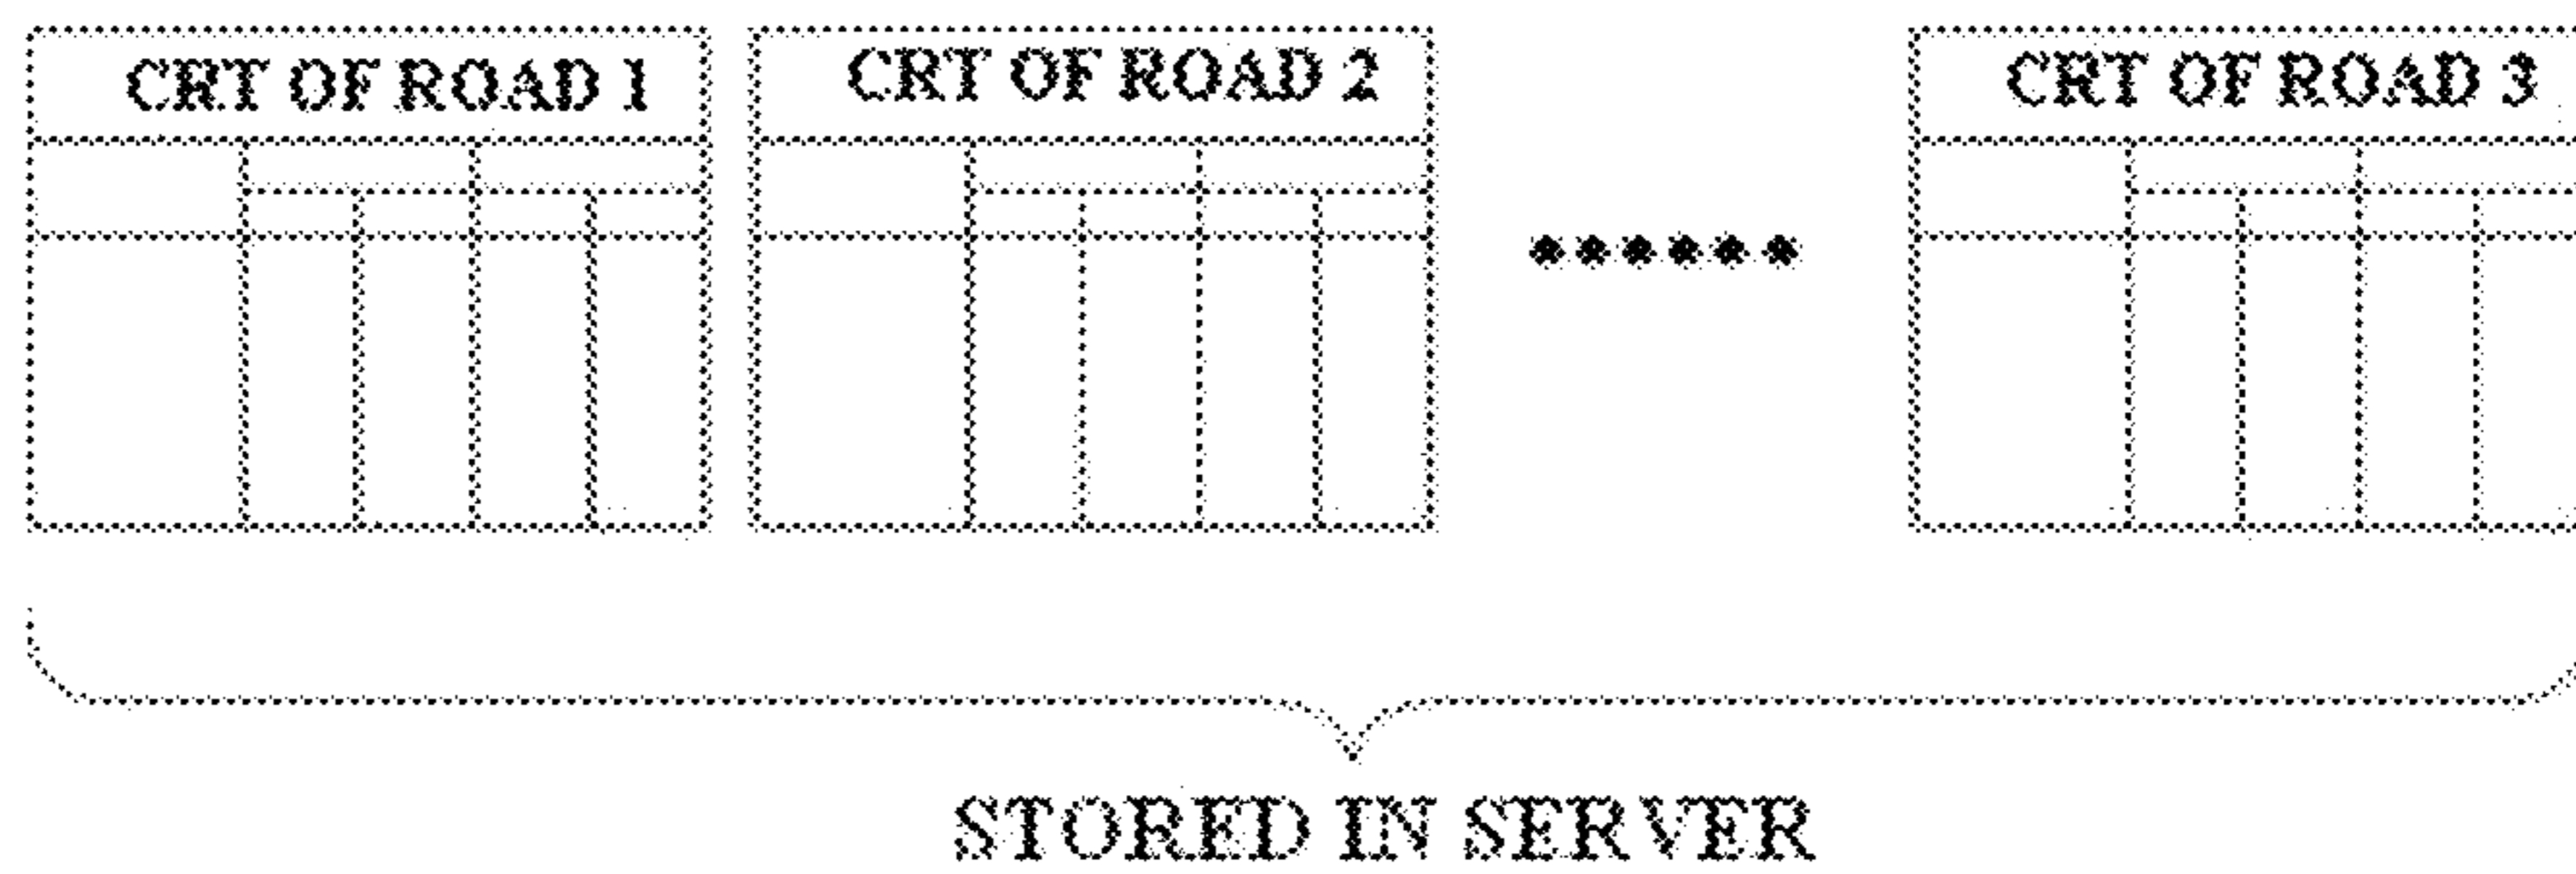 CRT OF ROAD 1
CRT OF ROAD 2
CRT OF ROAD 3
STORED IN SERVER